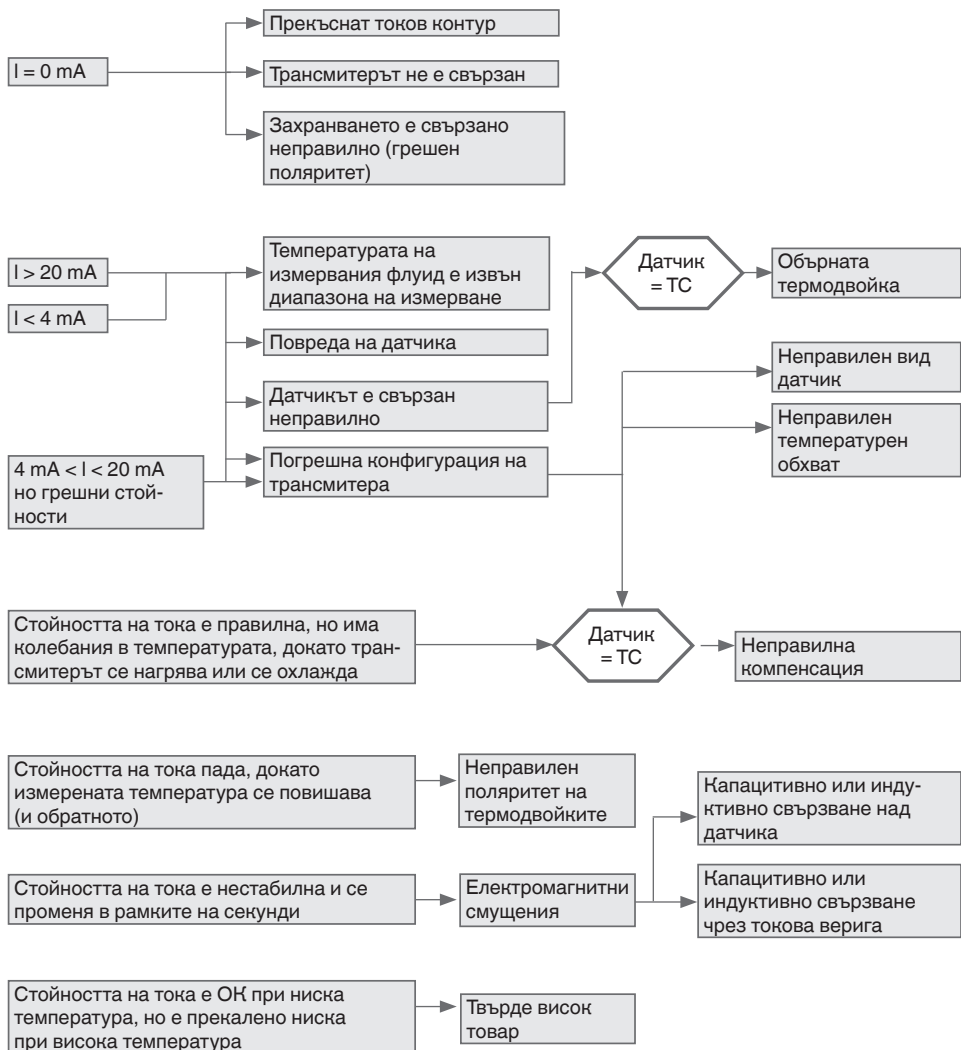 Прекъснат токов контур
I = 0 mA
Трансмитерът не е свързан
Захранването е свързано
неправилно (грешен
поляритет)
I > 20 mA
I < 4 mA
Температурата на
измервания флуид е извън
диапазона на измерване
Датчик
= TC
Обърната
термодвойка
Повреда на датчика
Неправилен вид
датчик
Датчикът е свързан
неправилно
Неправилен
температурен
обхват
4 mA < I < 20 mA
но грешни стой-
ности
Погрешна конфигурация на
трансмитера
Стойността на тока е правилна, но има
колебания в температурата, докато тран-
смитерът се нагрява или се охлажда
Датчик
= TC
Неправилна
компенсация
Стойността на тока пада, докато
измерената температура се повишава
(и обратното)
Неправилен
поляритет на
термодвойките
Капацитивно или инду-
ктивно свързване над
датчика
Стойността на тока е нестабилна и се
променя в рамките на секунди
Електромагнитни
смущения
Капацитивно или
индуктивно свързване
чрез токова верига
Стойността на тока е ОК при ниска
температура, но е прекалено ниска
при висока температура
Твърде висок
товар